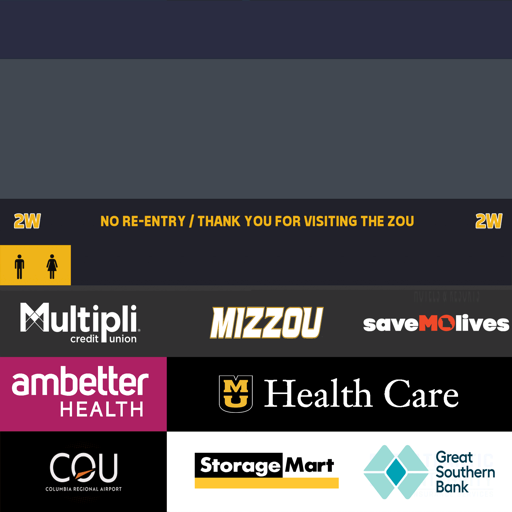 2W NO RE-ENTRY / THANK YOU FOR VISITING THE ZOU 2W
Multipli MIZZOU saveMOlives
credit union
ambetter
HEALTH
MU Health Care
COU
COLUMBIA REGIONAL AIRPORT
StorageMart
Great
Southern
Bank